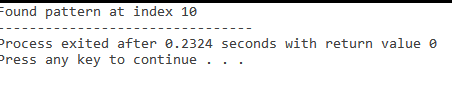 Found pattern at index 10
--------------------------------
Process exited after 0.2324 seconds with return value 0
Press any key to continue . . .